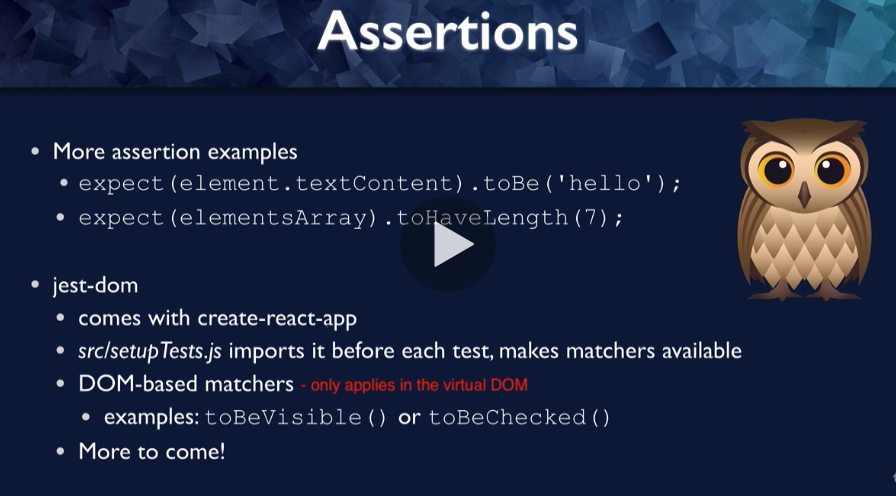 Assertions
• More assertion examples
• expect(element.textContent).toBe('hello');
• expect(elementsArray).toHaveLength(7);
• jest-dom
• comes with create-react-app
• src/setupTests.js imports it before each test, makes matchers available
• DOM-based matchers - only applies in the virtual DOM
• examples: toBeVisible() or toBeChecked()
• More to come!